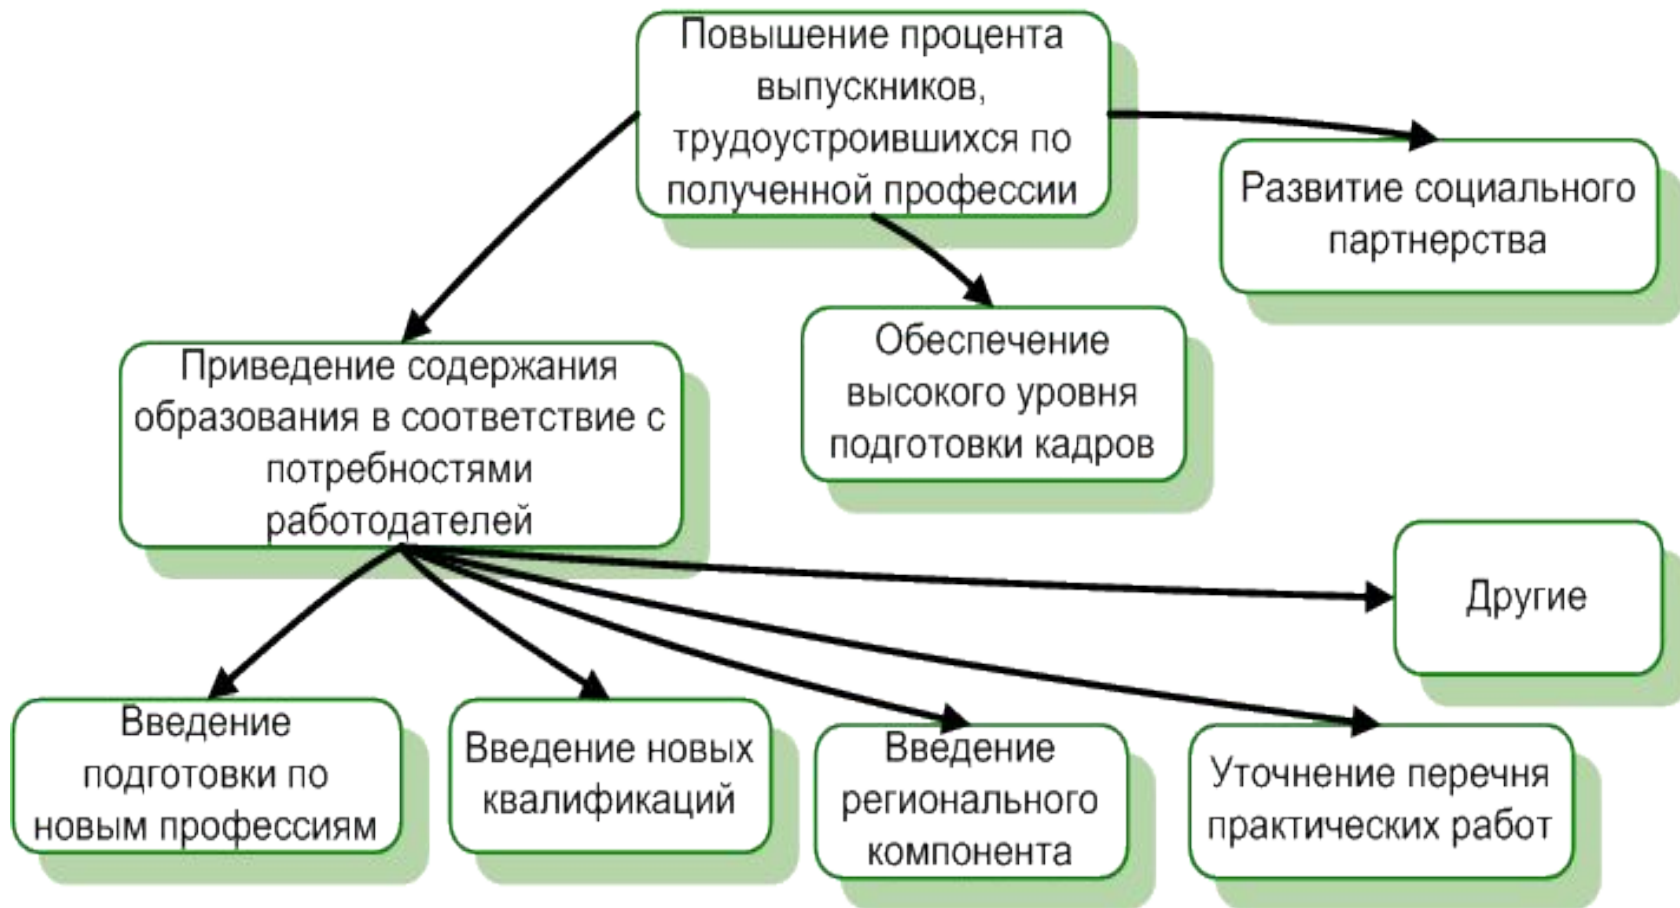 Повышение процента
выпускников,
трудоустроившихся по
полученной профессии
Развитие социального
партнерства
Обеспечение
высокого уровня
подготовки кадров
Приведение содержания
образования в соответствие с
потребностями
работодателей
Другие
Введение
подготовки по
новым профессиям
Введение новых
квалификаций
Введение
регионального
компонента
Уточнение перечня
практических работ